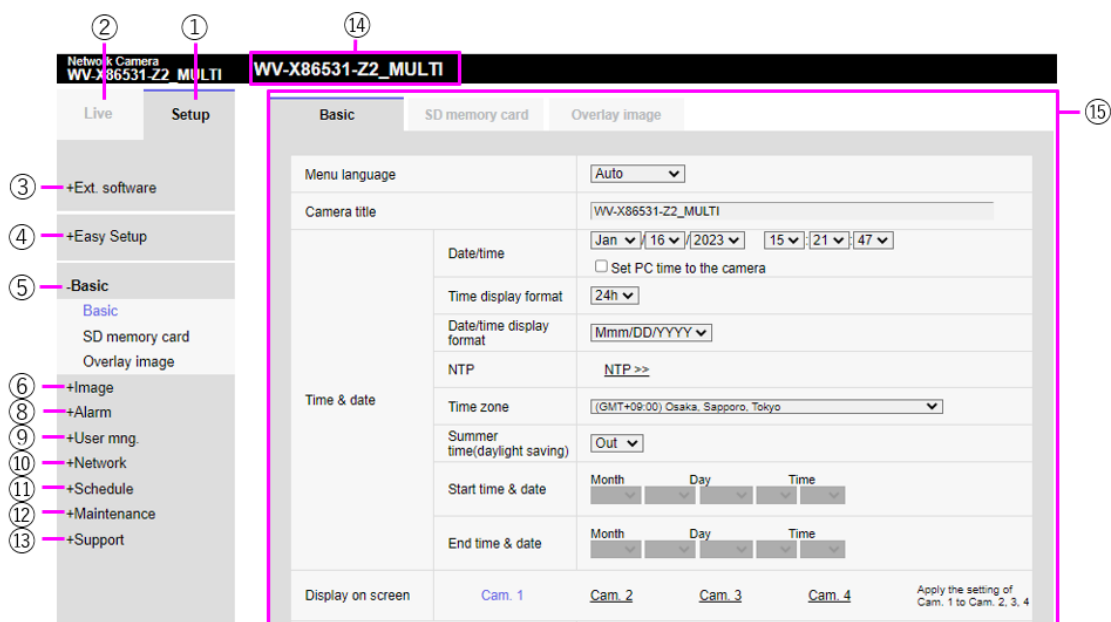 ② ① ⑭
Network Camera
WV-X86531-Z2_MULTI
WV-X86531-Z2_MULTI
Live Setup
Basic SD memory card Overlay image
⑮
③ +Ext. software
④ +Easy Setup
⑤ -Basic
Basic
SD memory card
Overlay image
⑥ +Image
⑧ +Alarm
⑨ +User mng.
⑩ +Network
⑪ +Schedule
⑫ +Maintenance
⑬ +Support
Menu language Auto
Camera title WV-X86531-Z2_MULTI
Time & date
Date/time Jan / 16 / 2023 15 : 21 : 47
Set PC time to the camera
Time display format 24h
Date/time display
format
Mmm/DD/YYYY
NTP NTP >>
Time zone (GMT+09:00) Osaka, Sapporo, Tokyo
Summer
time(daylight saving)
Out
Start time & date
Month Day Time
End time & date
Month Day Time
Display on screen Cam. 1 Cam. 2 Cam. 3 Cam. 4
Apply the setting of
Cam. 1 to Cam. 2, 3, 4